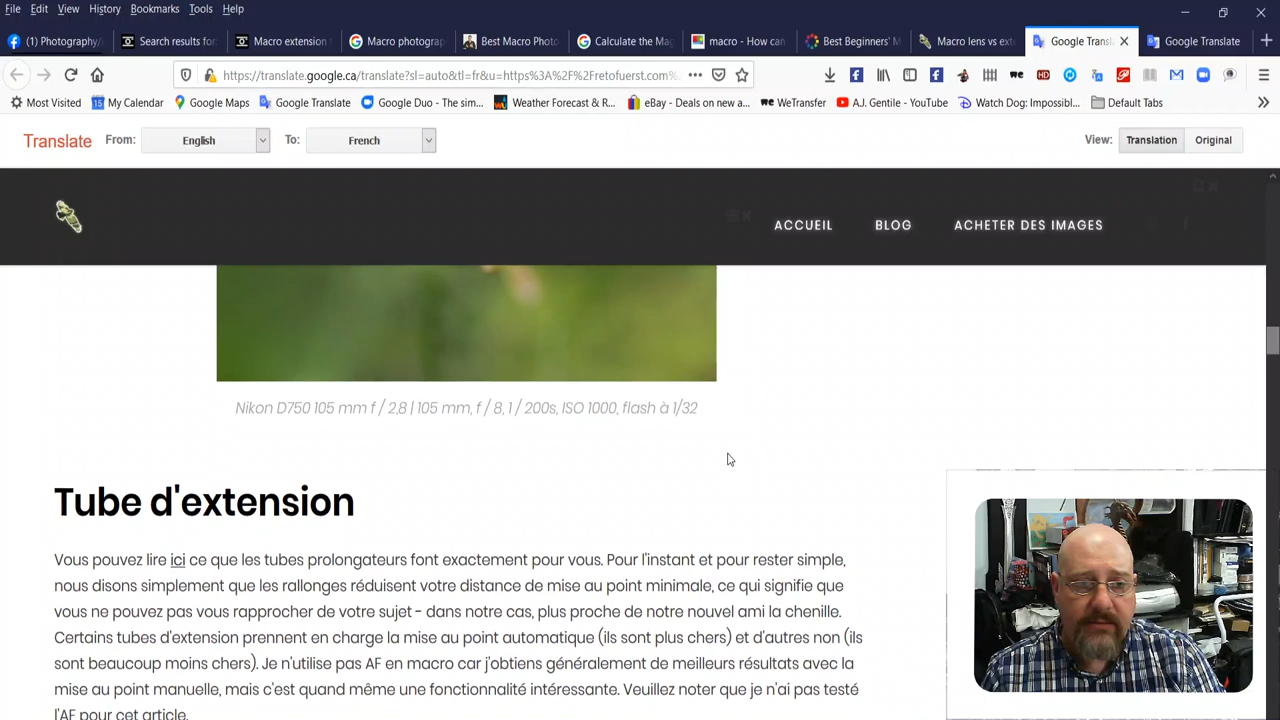 File Edit View History Bookmarks Tools Help
(1) Photography/ Search results for: Macro extension t Macro photograp Best Macro Photo Calculate the Mag macro - How can Best Beginners' M Macro lens vs ext Google Transl Google Translate
https://translate.google.ca/translate?sl=auto&tl=fr&u=https%3A%2F%2Fretofuerst.com%
Most Visited My Calendar Google Maps Google Translate Google Duo - The sim... Weather Forecast & R... eBay - Deals on new a... WeTransfer A.J. Gentile - YouTube Watch Dog: Impossibl... Default Tabs
Translate From: English To: French View: Translation Original
ACCUEIL BLOG ACHETER DES IMAGES
Nikon D750 105 mm f / 2,8 | 105 mm, f / 8, 1 / 200s, ISO 1000, flash à 1/32
Tube d'extension
Vous pouvez lire ici ce que les tubes prolongateurs font exactement pour vous. Pour l'instant et pour rester simple,
nous disons simplement que les rallonges réduisent votre distance de mise au point minimale, ce qui signifie que
vous ne pouvez pas vous rapprocher de votre sujet - dans notre cas, plus proche de notre nouvel ami la chenille.
Certains tubes d'extension prennent en charge la mise au point automatique (ils sont plus chers) et d'autres non (ils
sont beaucoup moins chers). Je n'utilise pas AF en macro car j'obtiens généralement de meilleurs résultats avec la
mise au point manuelle, mais c'est quand même une fonctionnalité intéressante. Veuillez noter que je n'ai pas testé
l'AF pour cet article.